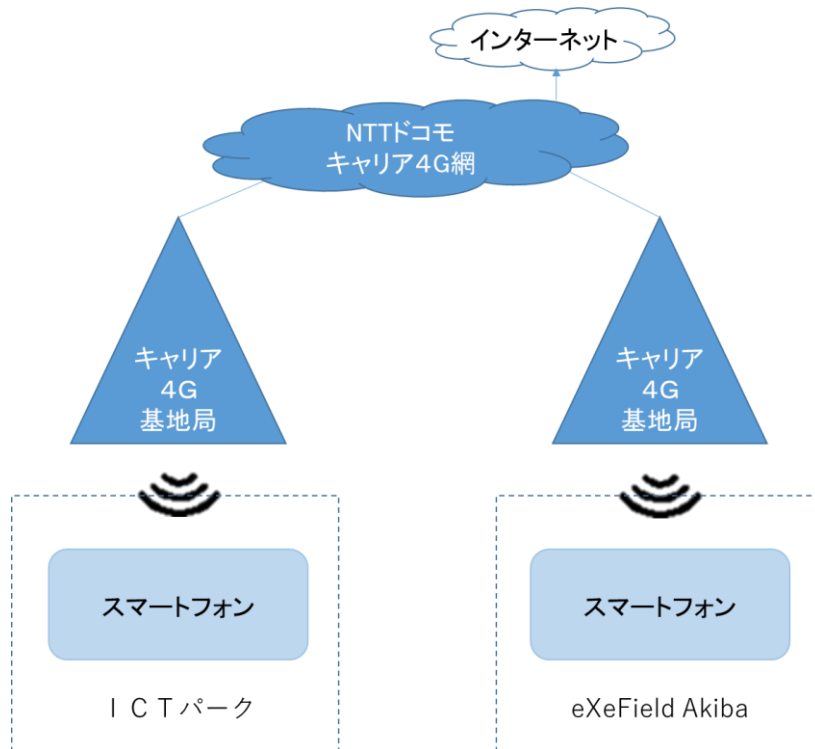 インターネット
NTTドコモ
キャリア4G網
キャリア
4G
基地局
キャリア
4G
基地局
スマートフォン
スマートフォン
ＩＣＴパーク
eXeField Akiba